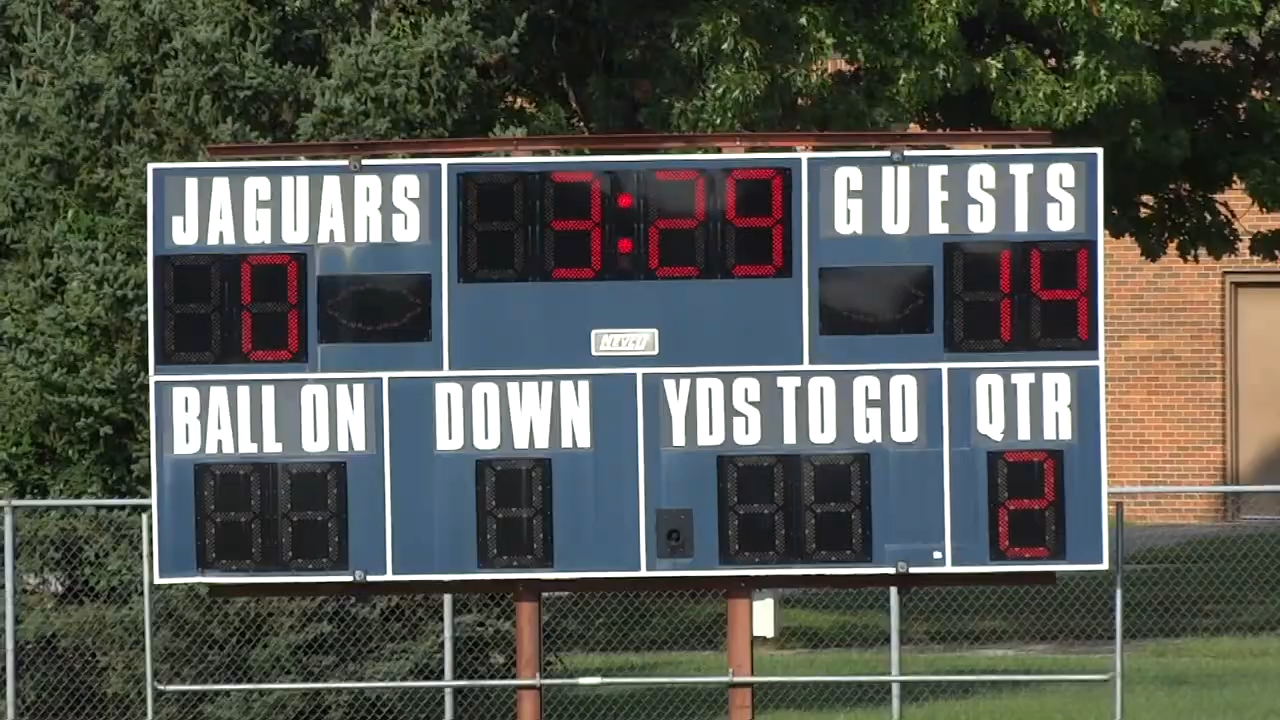 JAGUARS 3:29 GUESTS
0 14
NEVCO
BALL ON DOWN YDS TO GO QTR
2